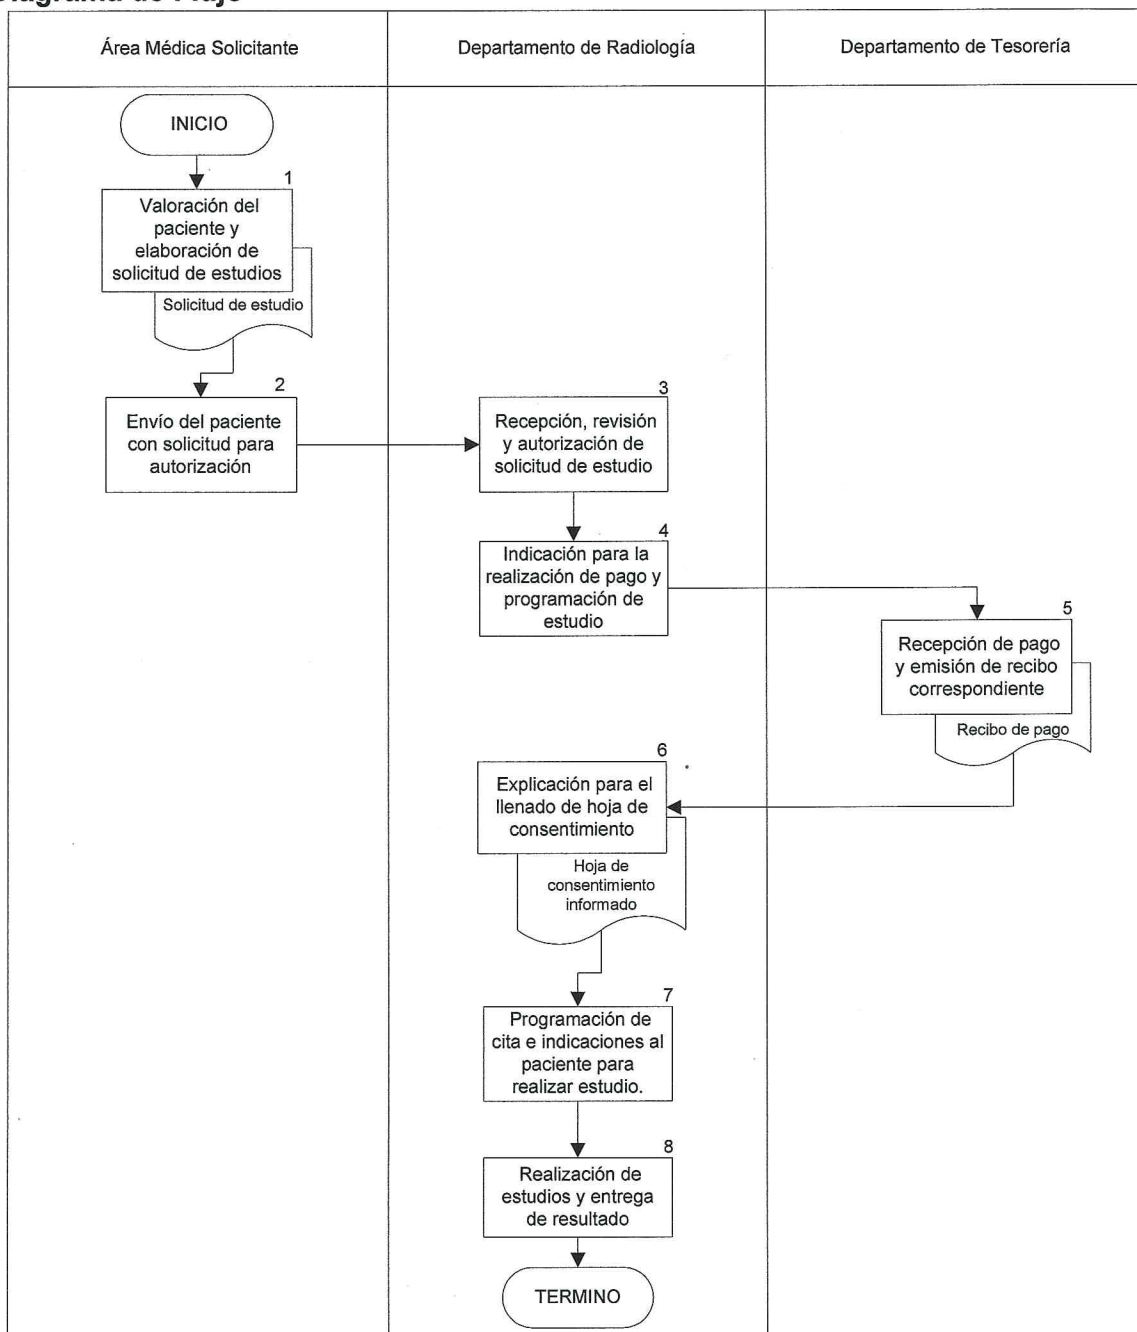 Diagrama de Flujo
Área Médica Solicitante
Departamento de Radiología
Departamento de Tesorería
INICIO
1
Valoración del
paciente y
elaboración de
solicitud de estudios
Solicitud de estudio
2
Envío del paciente
con solicitud para
autorización
3
Recepción, revisión
y autorización de
solicitud de estudio
4
Indicación para la
realización de pago y
programación de
estudio
5
Recepción de pago
y emisión de recibo
correspondiente
Recibo de pago
6
Explicación para el
llenado de hoja de
consentimiento
Hoja de
consentimiento
informado
7
Programación de
cita e indicaciones al
paciente para
realizar estudio.
8
Realización de
estudios y entrega
de resultado
TERMINO